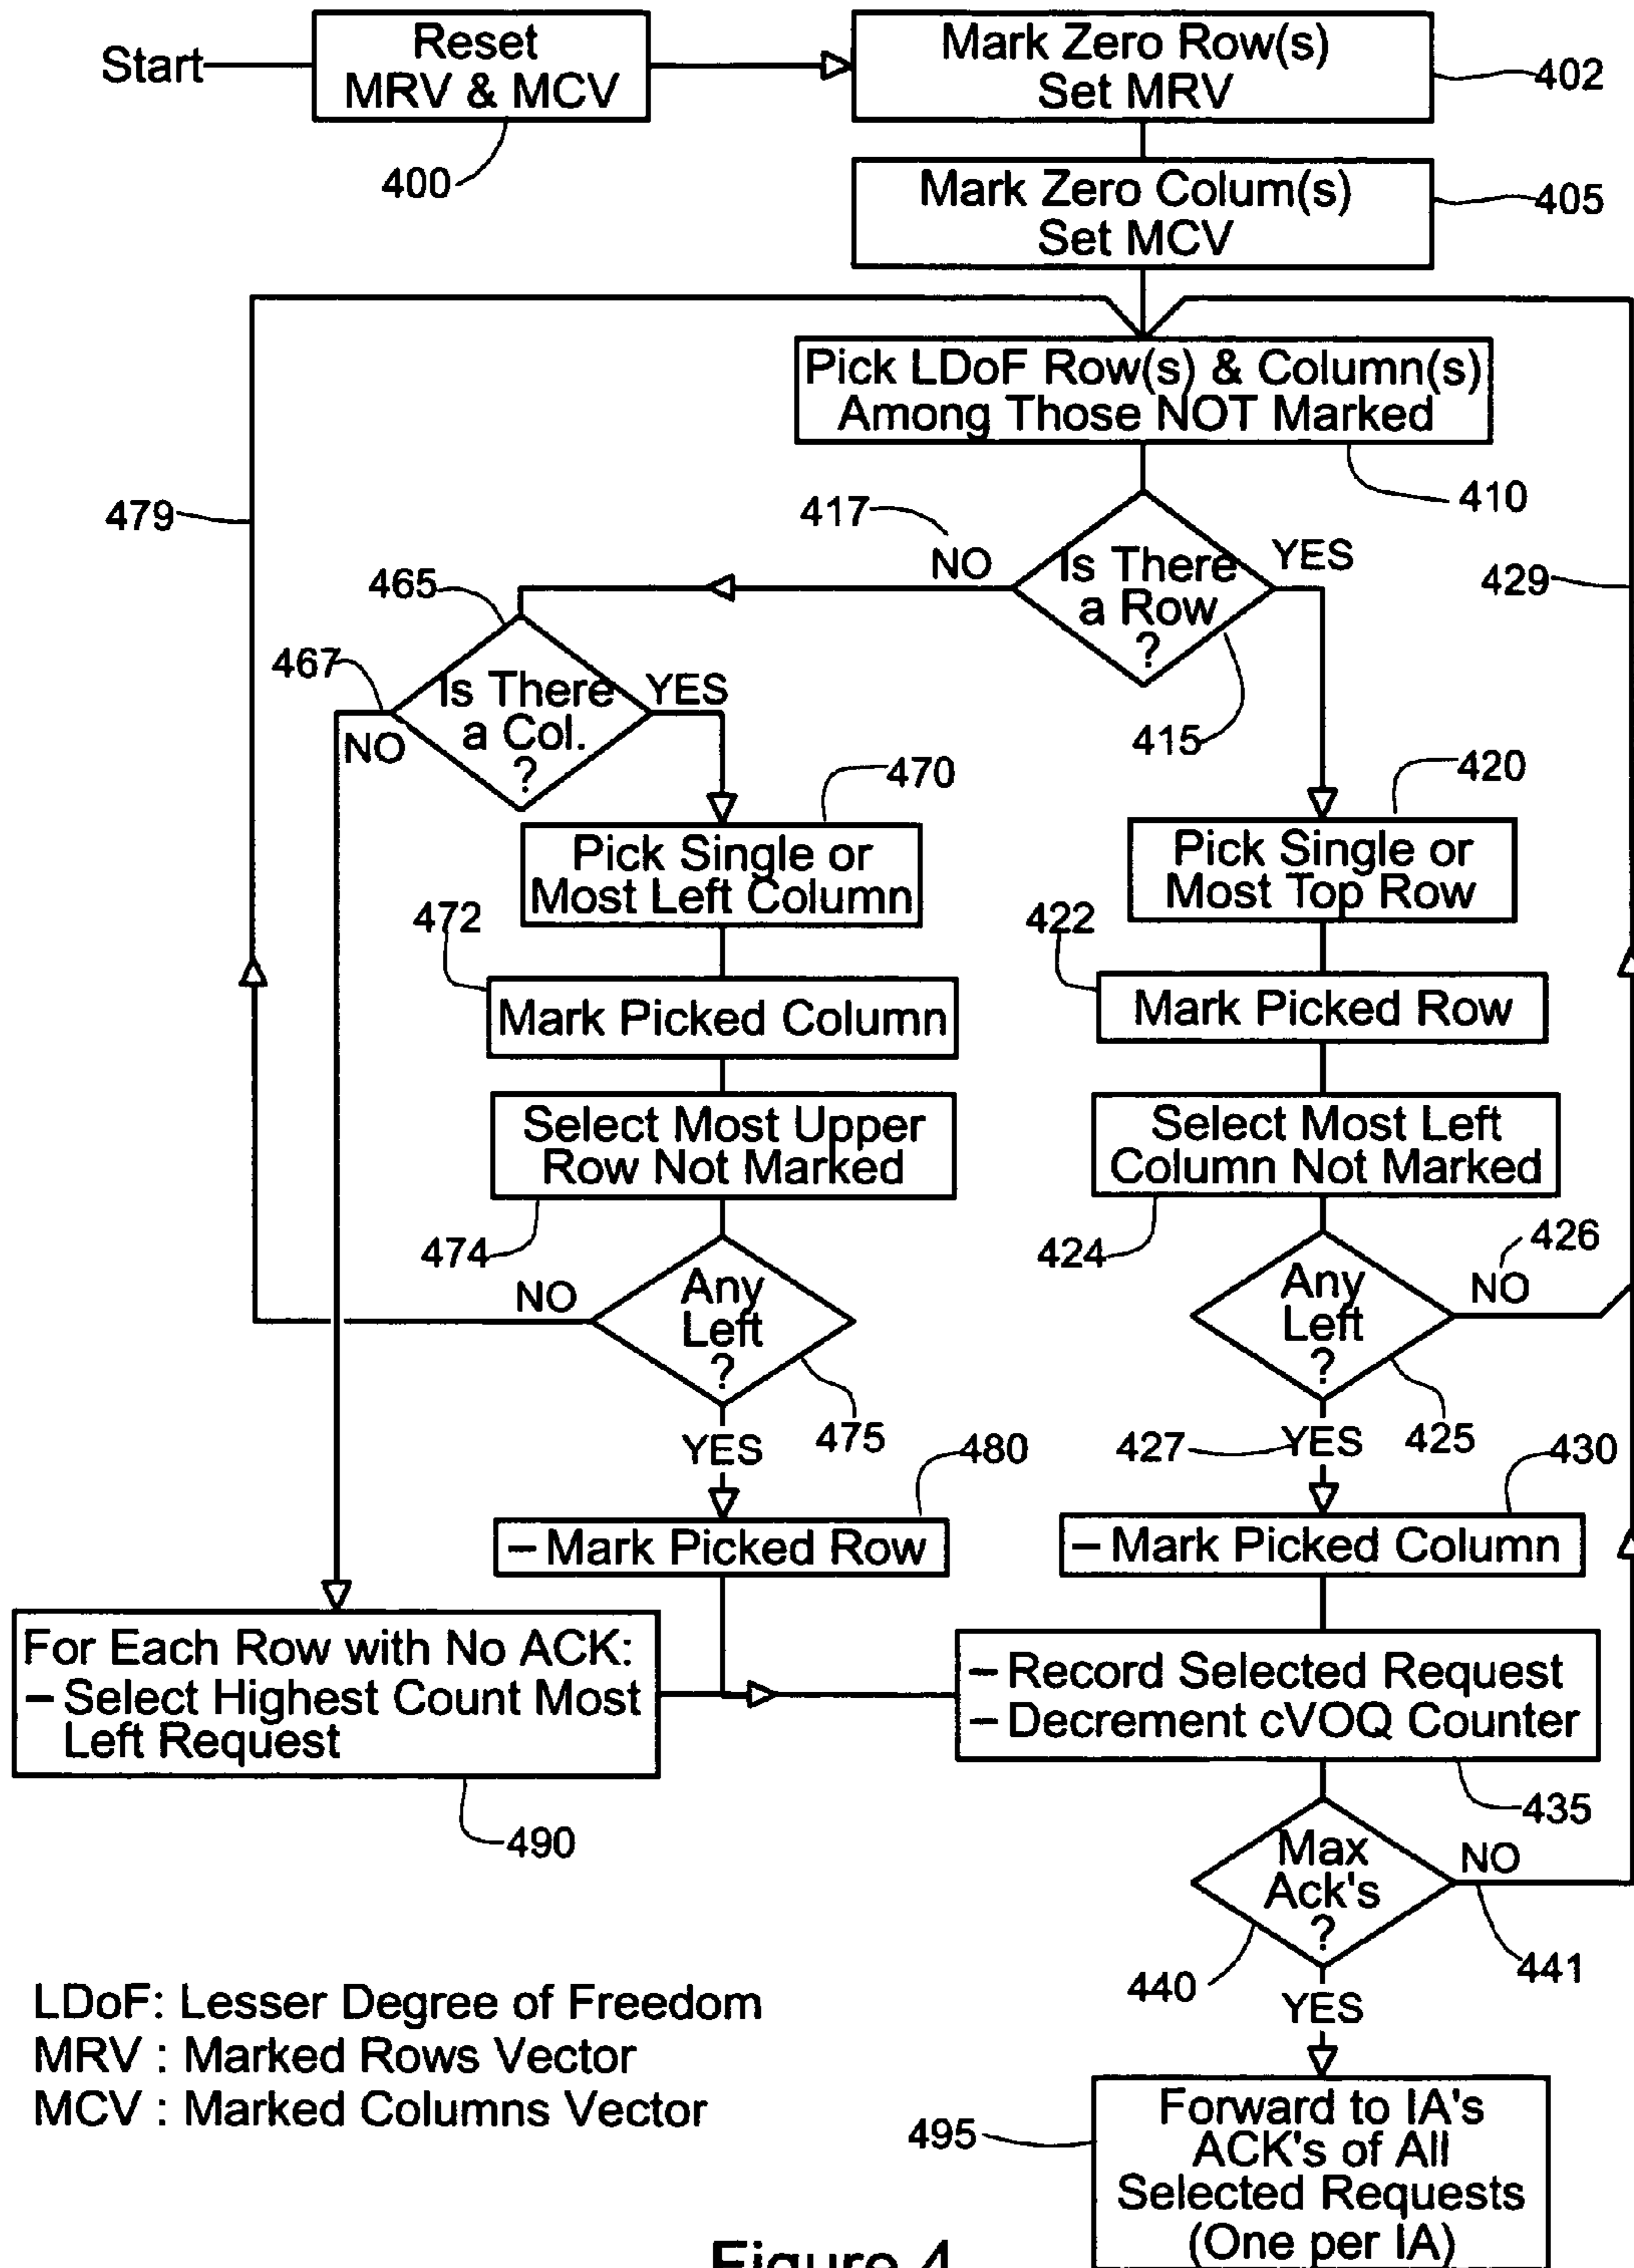 Start
Reset
MRV & MCV
400
Mark Zero Row(s)
Set MRV
402
Mark Zero Colum(s)
Set MCV
405
Pick LDoF Row(s) & Column(s)
Among Those NOT Marked
410
479
417
NO
Is There
a Row
?
YES
415
429
465
467
Is There
a Col.
?
YES
NO
470
Pick Single or
Most Left Column
420
Pick Single or
Most Top Row
472
Mark Picked Column
422
Mark Picked Row
Select Most Upper
Row Not Marked
474
Select Most Left
Column Not Marked
424
NO
Any
Left
?
475
YES
Any
Left
?
426
NO
425
427
YES
480
– Mark Picked Row
430
– Mark Picked Column
For Each Row with No ACK:
– Select Highest Count Most
Left Request
490
– Record Selected Request
– Decrement cVOQ Counter
435
Max
Ack's
?
NO
440
441
YES
LDoF: Lesser Degree of Freedom
MRV : Marked Rows Vector
MCV : Marked Columns Vector
495
Forward to IA's
ACK's of All
Selected Requests
(One per IA)
Figure 4